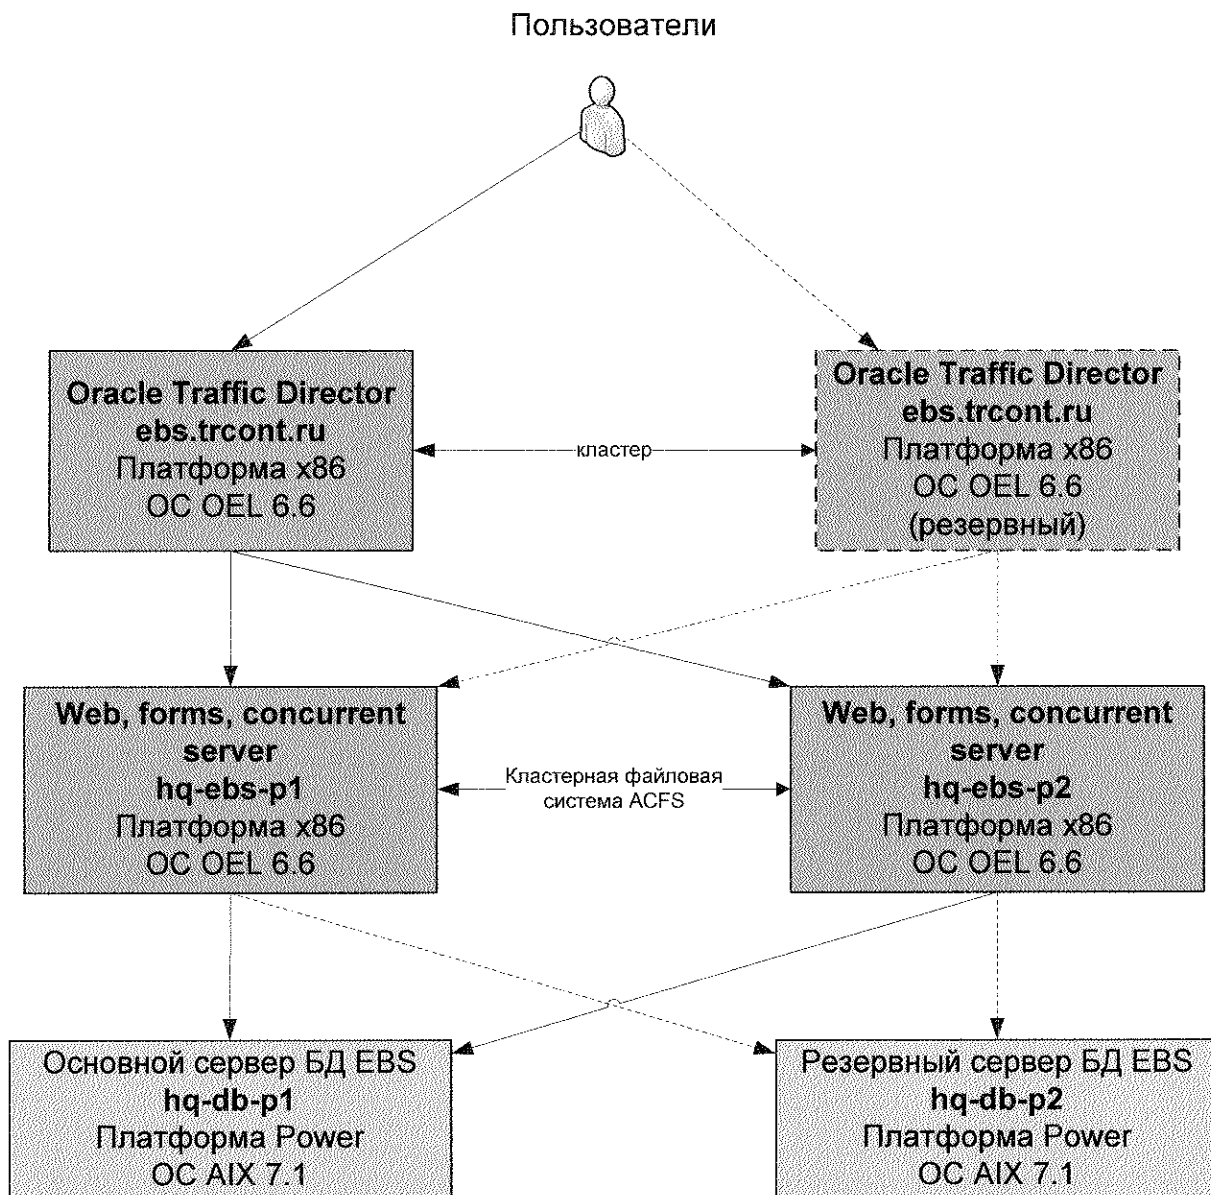 Пользователи
Oracle Traffic Director
ebs.trcont.ru
Платформа x86
ОС OEL 6.6
кластер
Oracle Traffic Director
ebs.trcont.ru
Платформа x86
ОС OEL 6.6
(резервный)
Web, forms, concurrent
server
hq-ebs-p1
Платформа x86
ОС OEL 6.6
Кластерная файловая
система ACFS
Web, forms, concurrent
server
hq-ebs-p2
Платформа x86
ОС OEL 6.6
Основной сервер БД EBS
hq-db-p1
Платформа Power
ОС AIX 7.1
Резервный сервер БД EBS
hq-db-p2
Платформа Power
ОС AIX 7.1